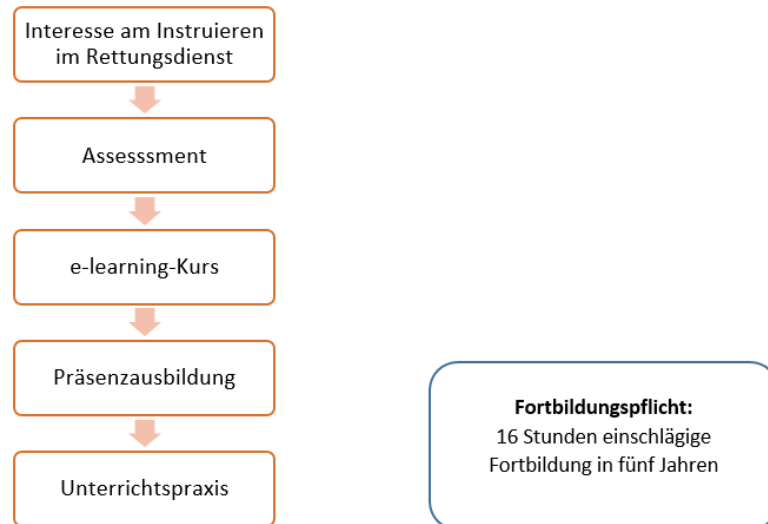 Interesse am Instruieren
im Rettungsdienst
Assesssment
e-learning-Kurs
Präsenzausbildung
Unterrichtspraxis
Fortbildungspflicht:
16 Stunden einschlägige
Fortbildung in fünf Jahren